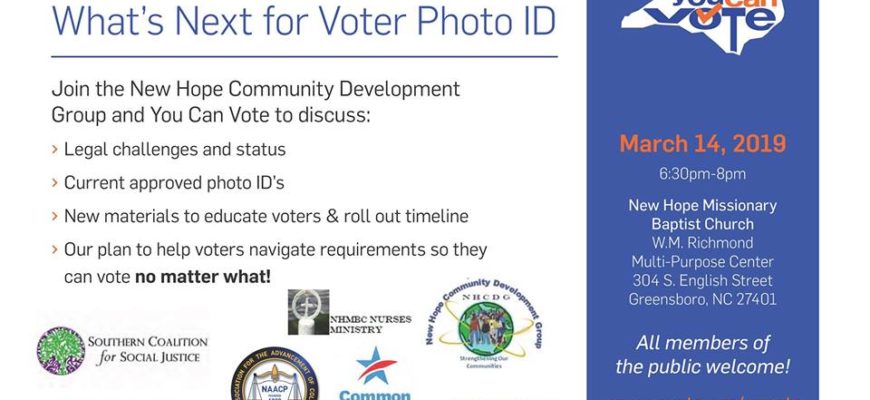 What's Next for Voter Photo ID
Join the New Hope Community Development
Group and You Can Vote to discuss:
› Legal challenges and status
› Current approved photo ID's
› New materials to educate voters & roll out timeline
› Our plan to help voters navigate requirements so they
can vote no matter what!
SOUTHERN COALITION
for SOCIAL JUSTICE
NHMBC NURSES
MINISTRY
NAACP
Common
New Hope Community Development Group
NHCDG
Strengthening Our
Communities
you can
VOTE
March 14, 2019
6:30pm-8pm
New Hope Missionary
Baptist Church
W.M. Richmond
Multi-Purpose Center
304 S. English Street
Greensboro, NC 27401
All members of
the public welcome!